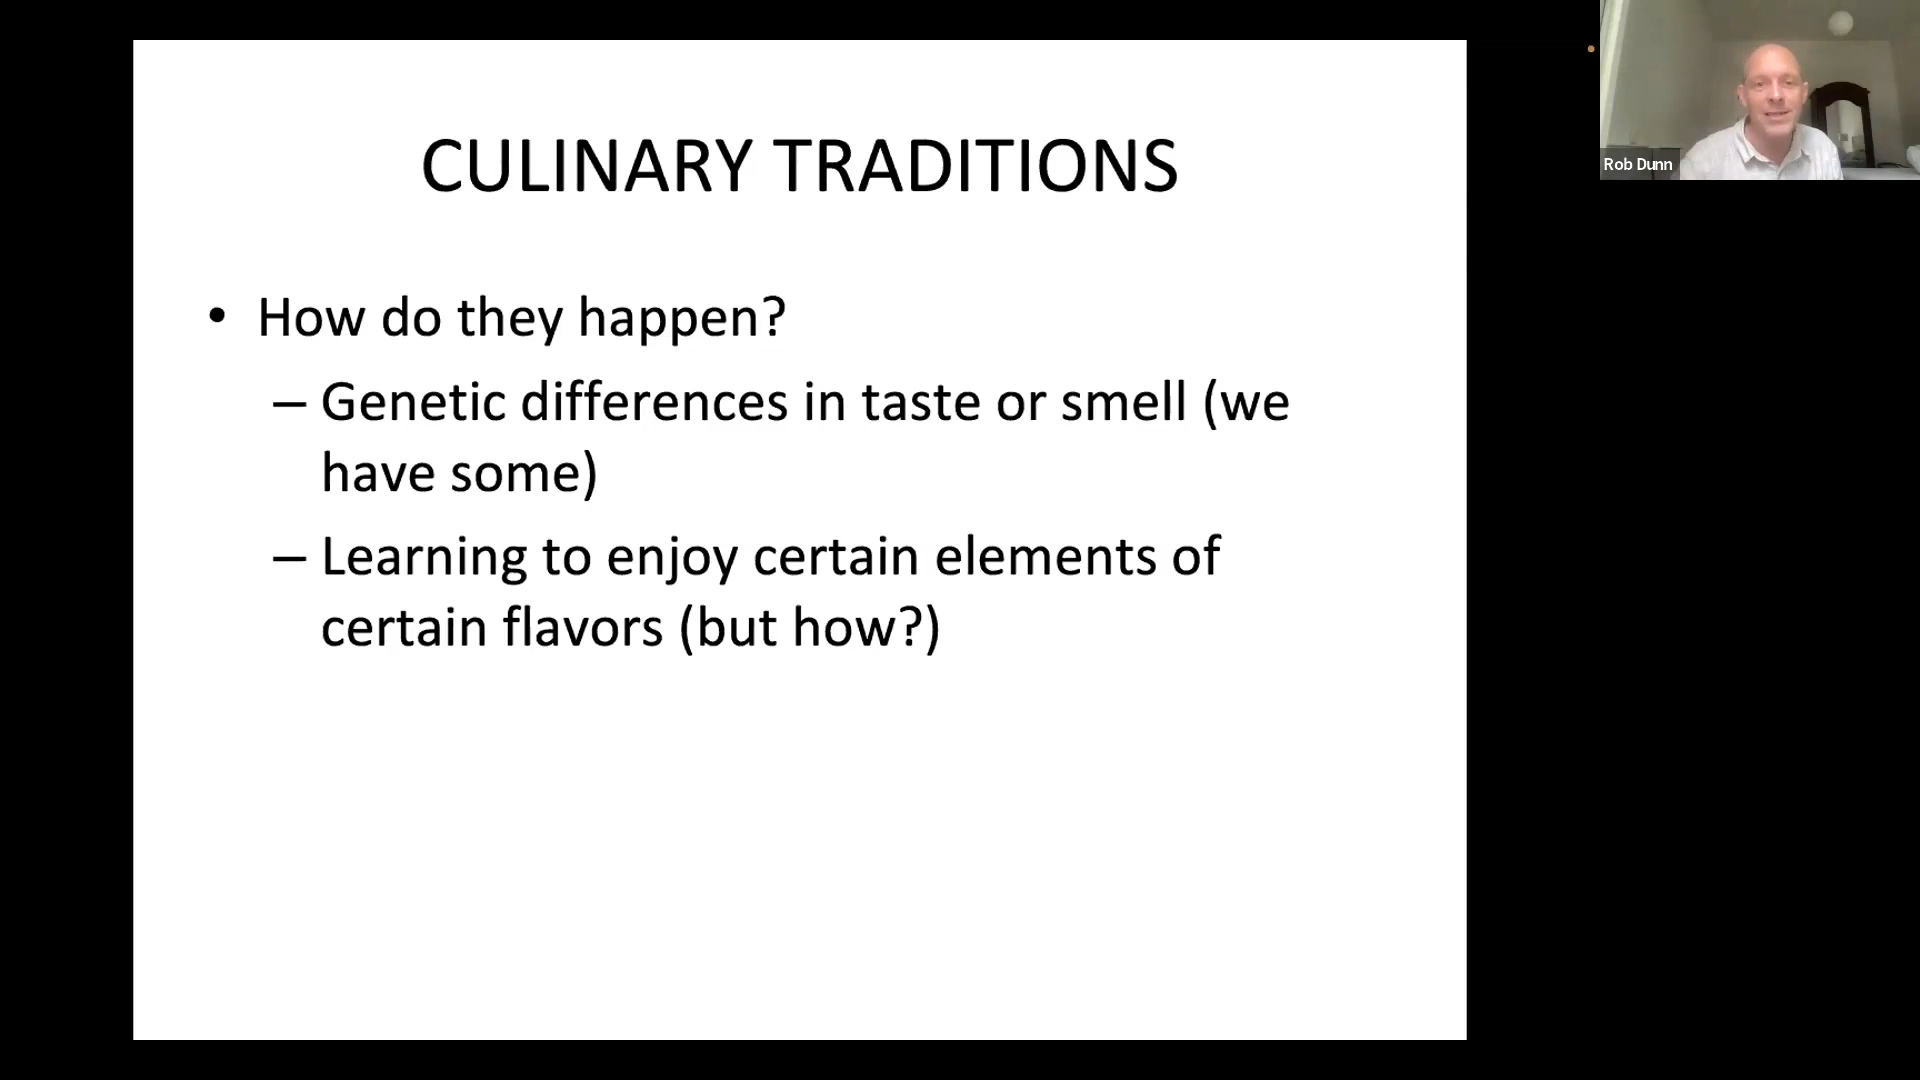 CULINARY TRADITIONS
• How do they happen?
– Genetic differences in taste or smell (we
have some)
– Learning to enjoy certain elements of
certain flavors (but how?)
Rob Dunn